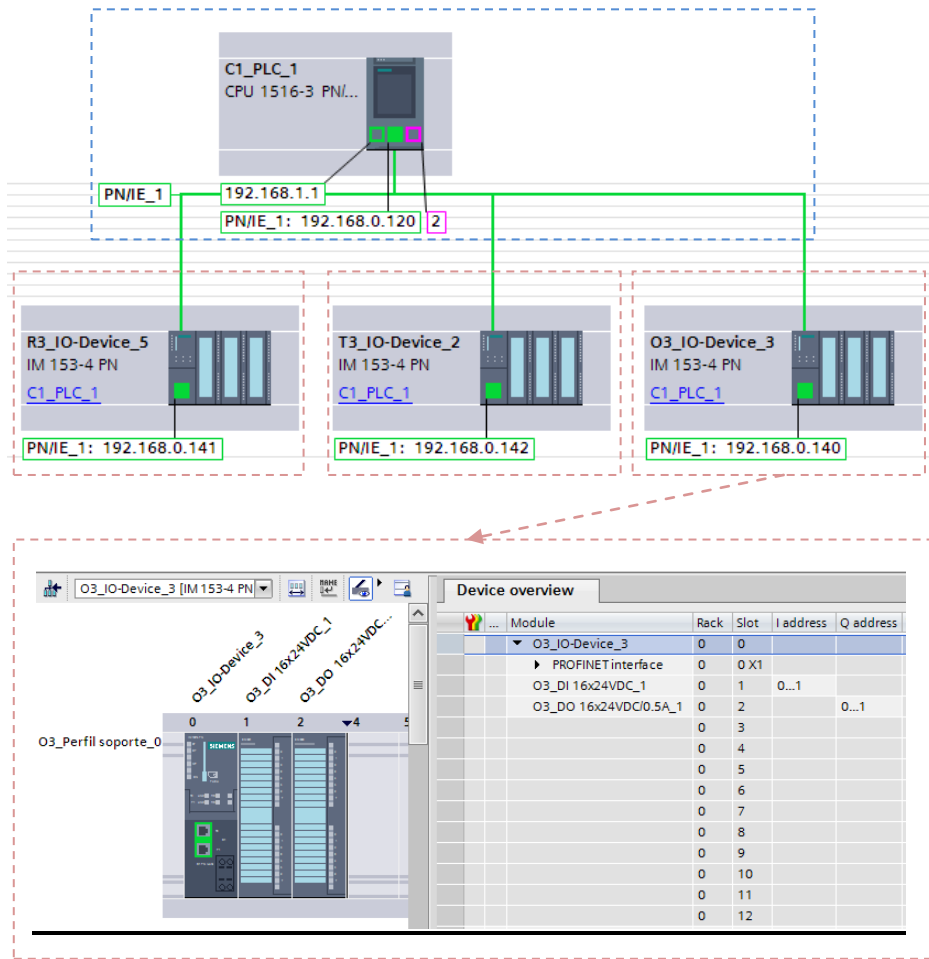 C1_PLC_1
CPU 1516-3 PN/...
PN/IE_1
192.168.1.1
PN/IE_1: 192.168.0.120
2
R3_IO-Device_5
IM 153-4 PN
C1_PLC_1
PN/IE_1: 192.168.0.141
T3_IO-Device_2
IM 153-4 PN
C1_PLC_1
PN/IE_1: 192.168.0.142
O3_IO-Device_3
IM 153-4 PN
C1_PLC_1
PN/IE_1: 192.168.0.140
O3_IO-Device_3 [IM 153-4 PN
NAME
O3_IO-Device_3
O3_DI 16x24VDC_1
O3_DO 16x24VDC...
0 1 2 4 5
O3_Perfil soporte_0
SIEMENS
Device overview
... Module Rack Slot I address Q address
O3_IO-Device_3 0 0
PROFINET interface 0 0 X1
O3_DI 16x24VDC_1 0 1 0...1
O3_DO 16x24VDC/0.5A_1 0 2 0...1
0 3
0 4
0 5
0 6
0 7
0 8
0 9
0 10
0 11
0 12